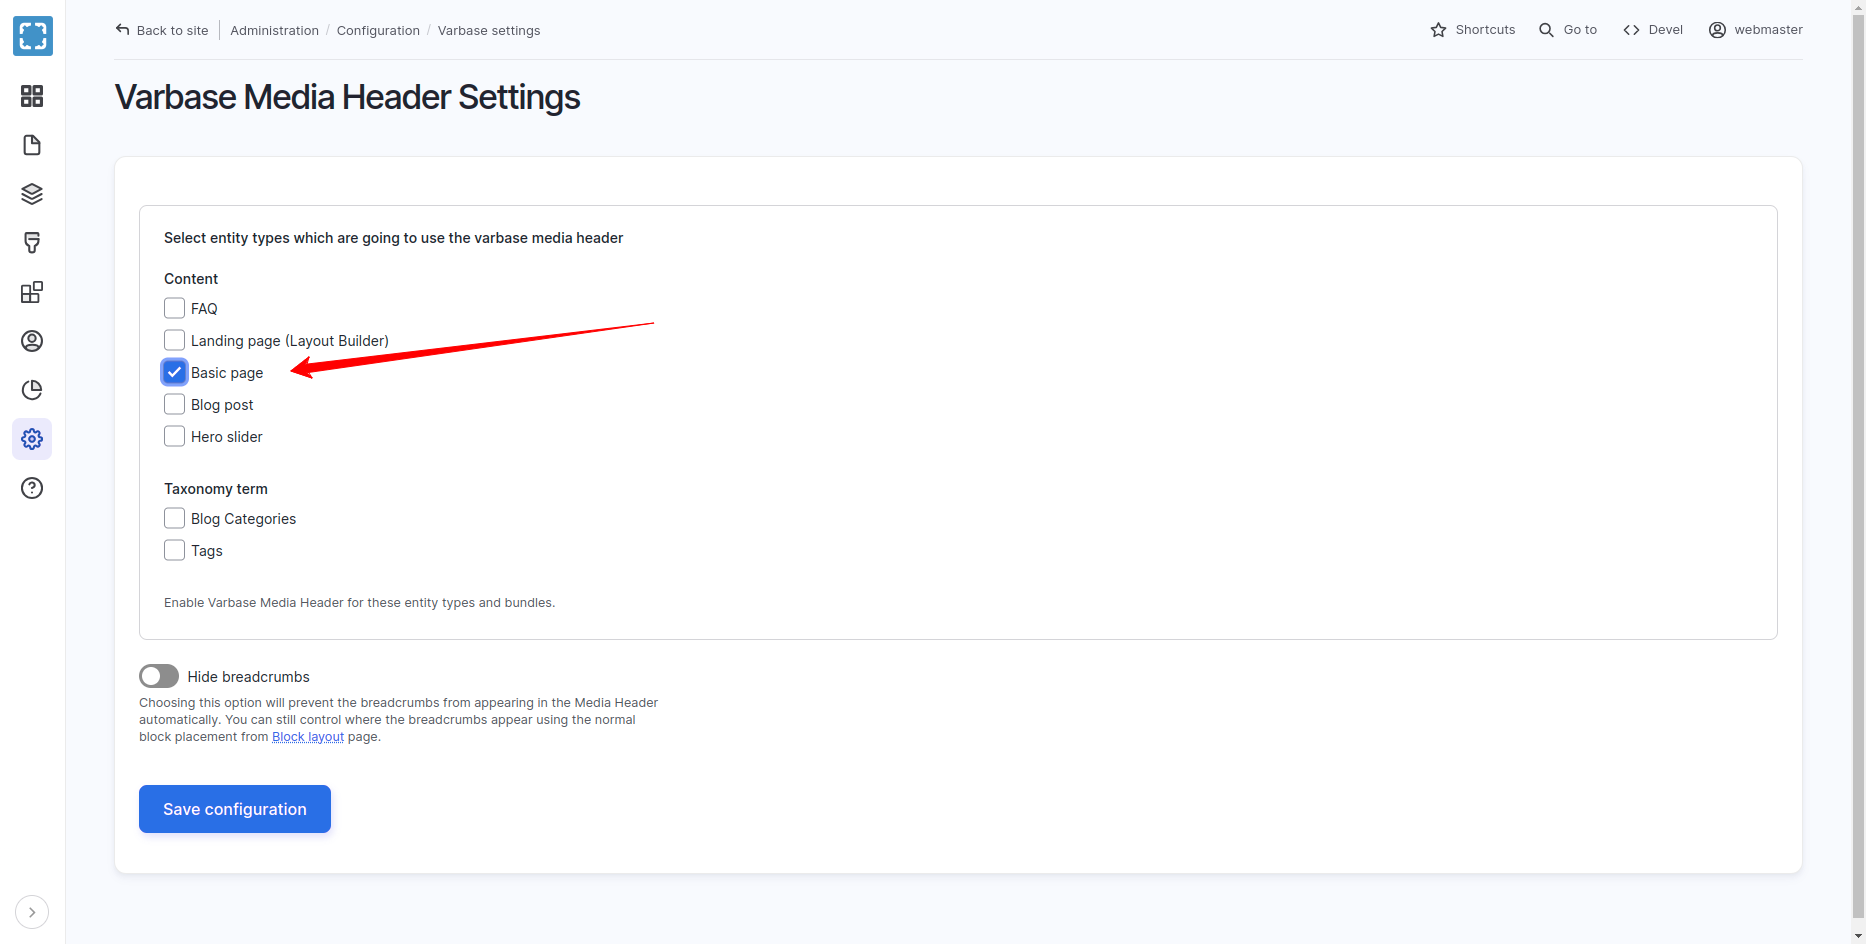 Back to site Administration / Configuration / Varbase settings Shortcuts Go to Devel webmaster
Varbase Media Header Settings
Select entity types which are going to use the varbase media header
Content
FAQ
Landing page (Layout Builder)
Basic page
Blog post
Hero slider
Taxonomy term
Blog Categories
Tags
Enable Varbase Media Header for these entity types and bundles.
Hide breadcrumbs
Choosing this option will prevent the breadcrumbs from appearing in the Media Header
automatically. You can still control where the breadcrumbs appear using the normal
block placement from Block layout page.
Save configuration